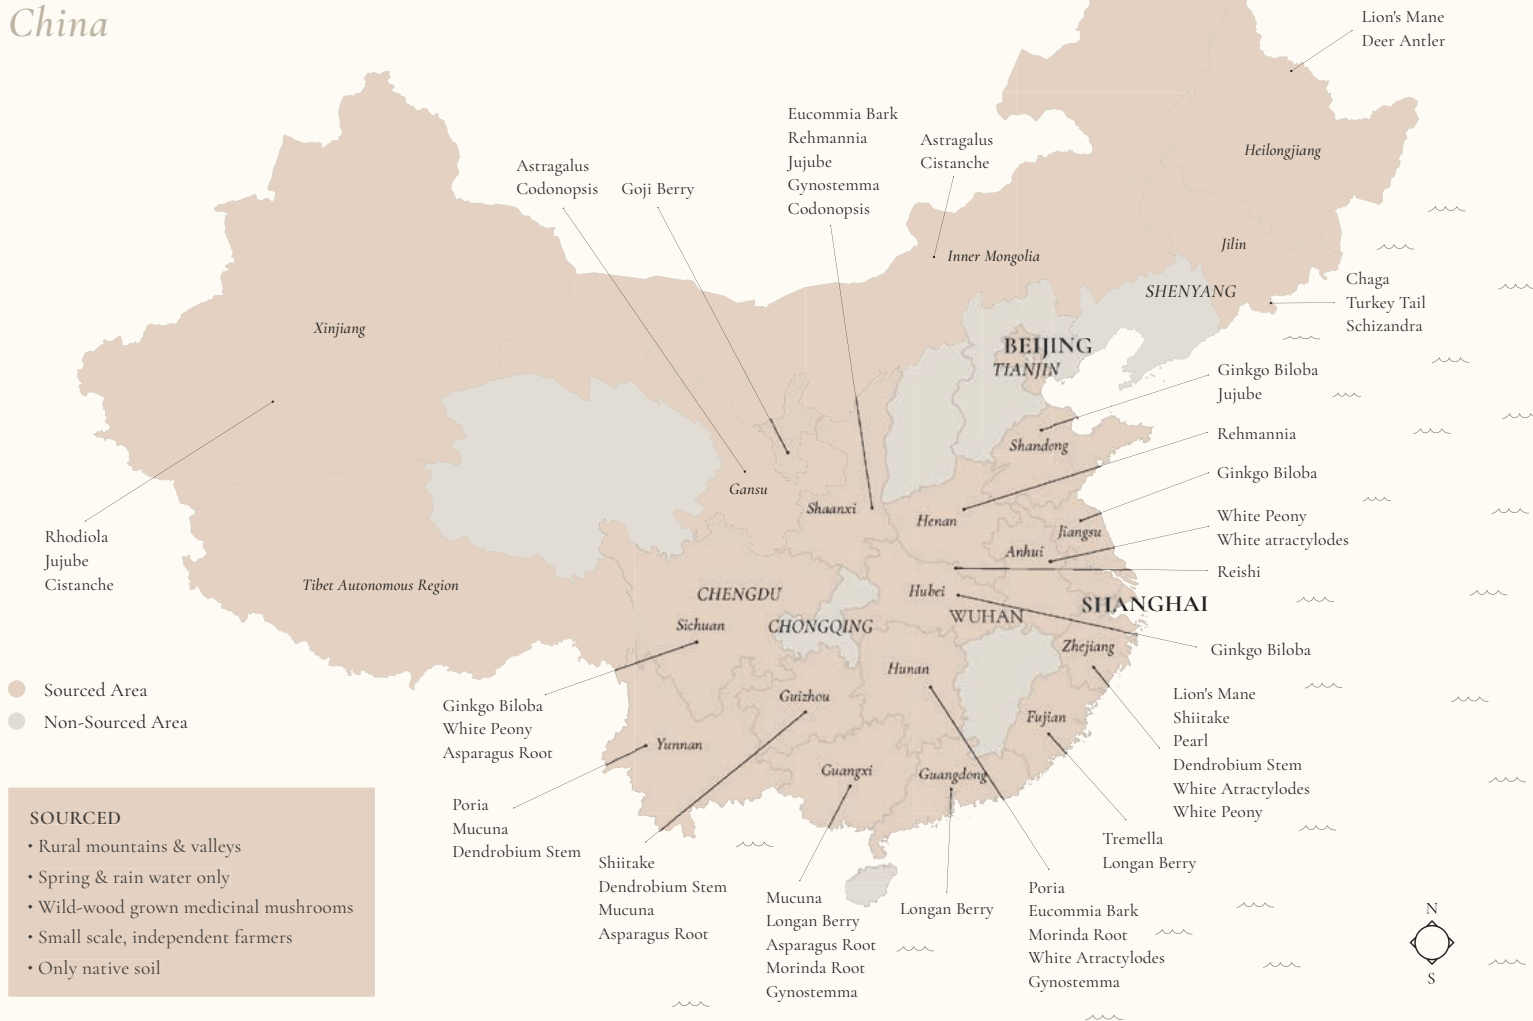 China
Lion's Mane
Deer Antler
Eucommia Bark
Rehmannia
Jujube
Gynostemma
Codonopsis
Astragalus
Cistanche
Astragalus
Codonopsis
Goji Berry
Heilongjiang
Jilin
Inner Mongolia
SHENYANG
Chaga
Turkey Tail
Schizandra
Xinjiang
BEIJING
TIANJIN
Ginkgo Biloba
Jujube
Rehmannia
Shandong
Ginkgo Biloba
Gansu
Shaanxi
Henan
Jiangsu
White Peony
White atractylodes
Anhui
Reishi
Rhodiola
Jujube
Cistanche
Tibet Autonomous Region
CHENGDU
Hubei
SHANGHAI
WUHAN
Sichuan
CHONGQING
Ginkgo Biloba
Zhejiang
Hunan
Sourced Area
Non-Sourced Area
Guizhou
Ginkgo Biloba
White Peony
Asparagus Root
Lion's Mane
Shiitake
Pearl
Dendrobium Stem
White Atractylodes
White Peony
Fujian
Yunnan
Guangxi
Guangdong
Poria
Mucuna
Dendrobium Stem
Tremella
Longan Berry
Shiitake
Dendrobium Stem
Mucuna
Asparagus Root
Mucuna
Longan Berry
Asparagus Root
Morinda Root
Gynostemma
Longan Berry
Poria
Eucommia Bark
Morinda Root
White Atractylodes
Gynostemma
SOURCED
• Rural mountains & valleys
• Spring & rain water only
• Wild-wood grown medicinal mushrooms
• Small scale, independent farmers
• Only native soil
N
S